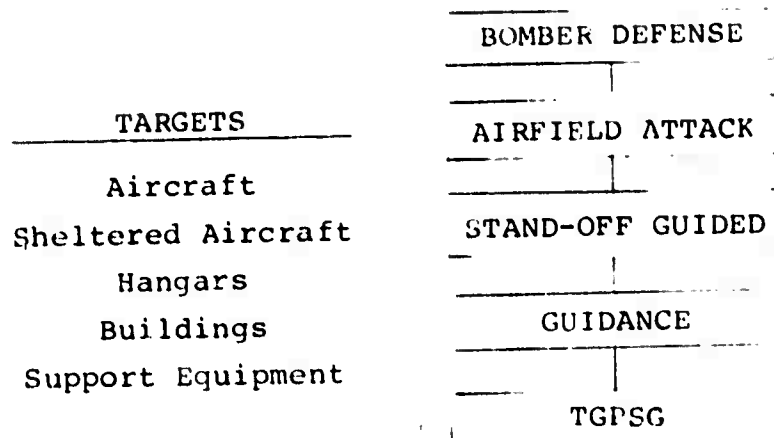 TARGETS
Aircraft
Sheltered Aircraft
Hangars
Buildings
Support Equipment
BOMBER DEFENSE
AIRFIELD ATTACK
STAND-OFF GUIDED
GUIDANCE
TGPSG